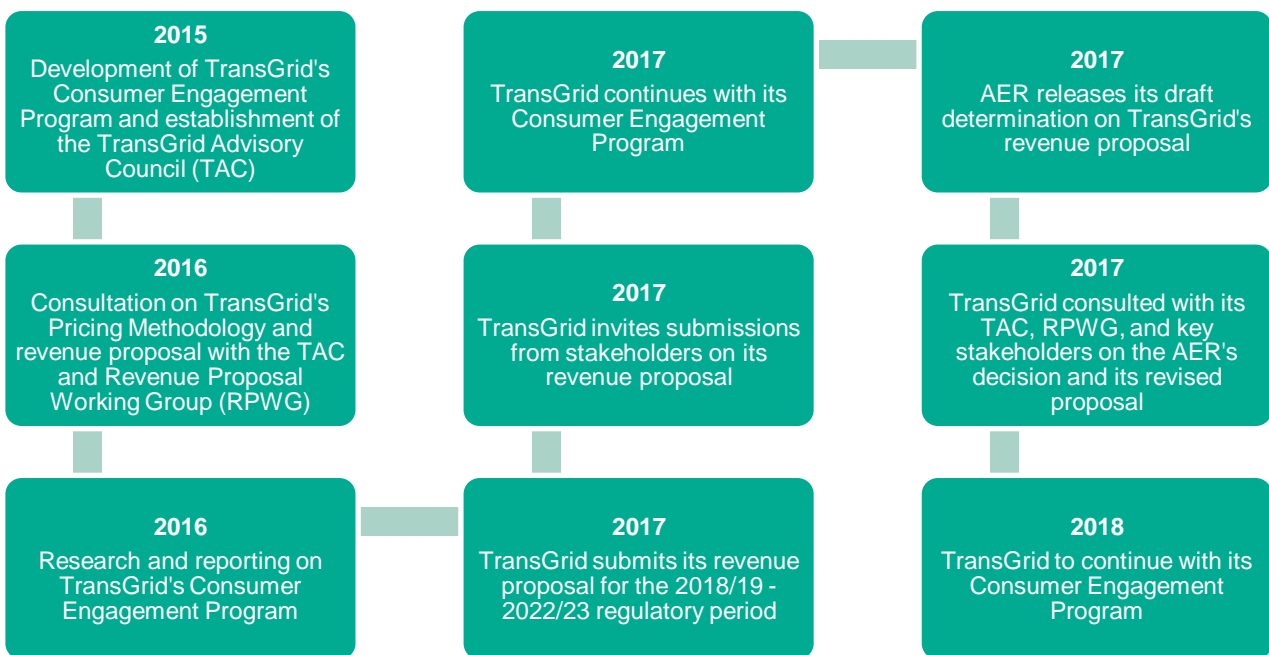 2015
Development of TransGrid's
Consumer Engagement
Program and establishment of
the TransGrid Advisory
Council (TAC)
2016
Consultation on TransGrid's
Pricing Methodology and
revenue proposal with the TAC
and Revenue Proposal
Working Group (RPWG)
2016
Research and reporting on
TransGrid's Consumer
Engagement Program
2017
TransGrid submits its revenue
proposal for the 2018/19 -
2022/23 regulatory period
2017
TransGrid invites submissions
from stakeholders on its
revenue proposal
2017
TransGrid continues with its
Consumer Engagement
Program
2017
AER releases its draft
determination on TransGrid's
revenue proposal
2017
TransGrid consulted with its
TAC, RPWG, and key
stakeholders on the AER's
decision and its revised
proposal
2018
TransGrid to continue with its
Consumer Engagement
Program